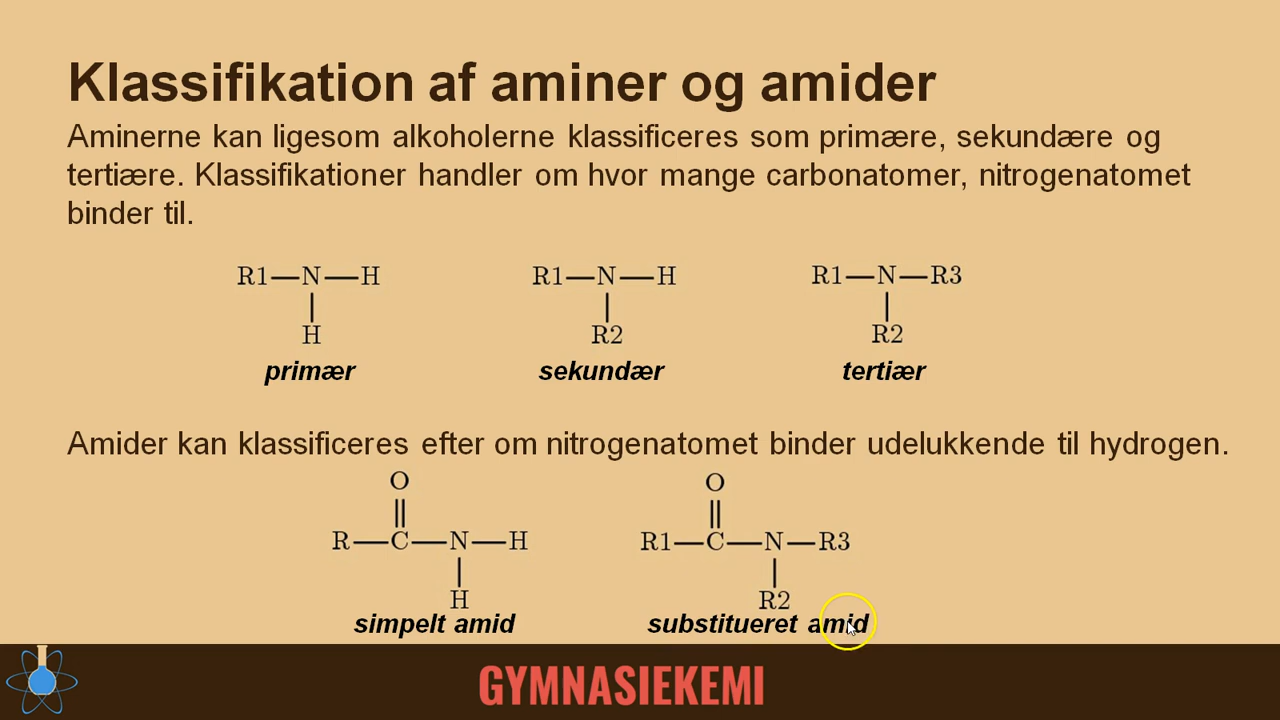 Klassifikation af aminer og amider
Aminerne kan ligesom alkoholerne klassificeres som primære, sekundære og
tertiære. Klassifikationer handler om hvor mange carbonatomer, nitrogenatomet
binder til.
R1—N—H
H
primær
R1—N—H
R2
sekundær
R1—N—R3
R2
tertiær
Amider kan klassificeres efter om nitrogenatomet binder udelukkende til hydrogen.
O
R—C—N—H
H
simpelt amid
O
R1—C—N—R3
R2
substitueret amid
GYMNASIEKEMI